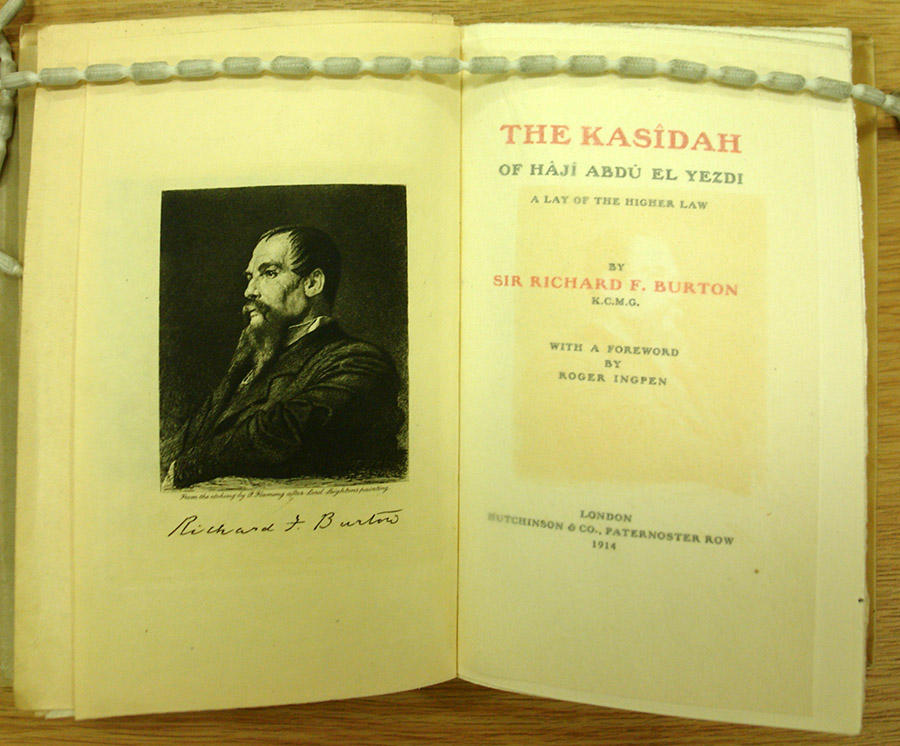 From the etching by A. Flameng after Lord Leighton's painting
Richard F. Burton
THE KASÎDAH
OF HÂJÎ ABDÛ EL YEZDI
A LAY OF THE HIGHER LAW
BY
SIR RICHARD F. BURTON
K.C.M.G.
WITH A FOREWORD
BY
ROGER INGPEN
LONDON
HUTCHINSON & CO., PATERNOSTER ROW
1914